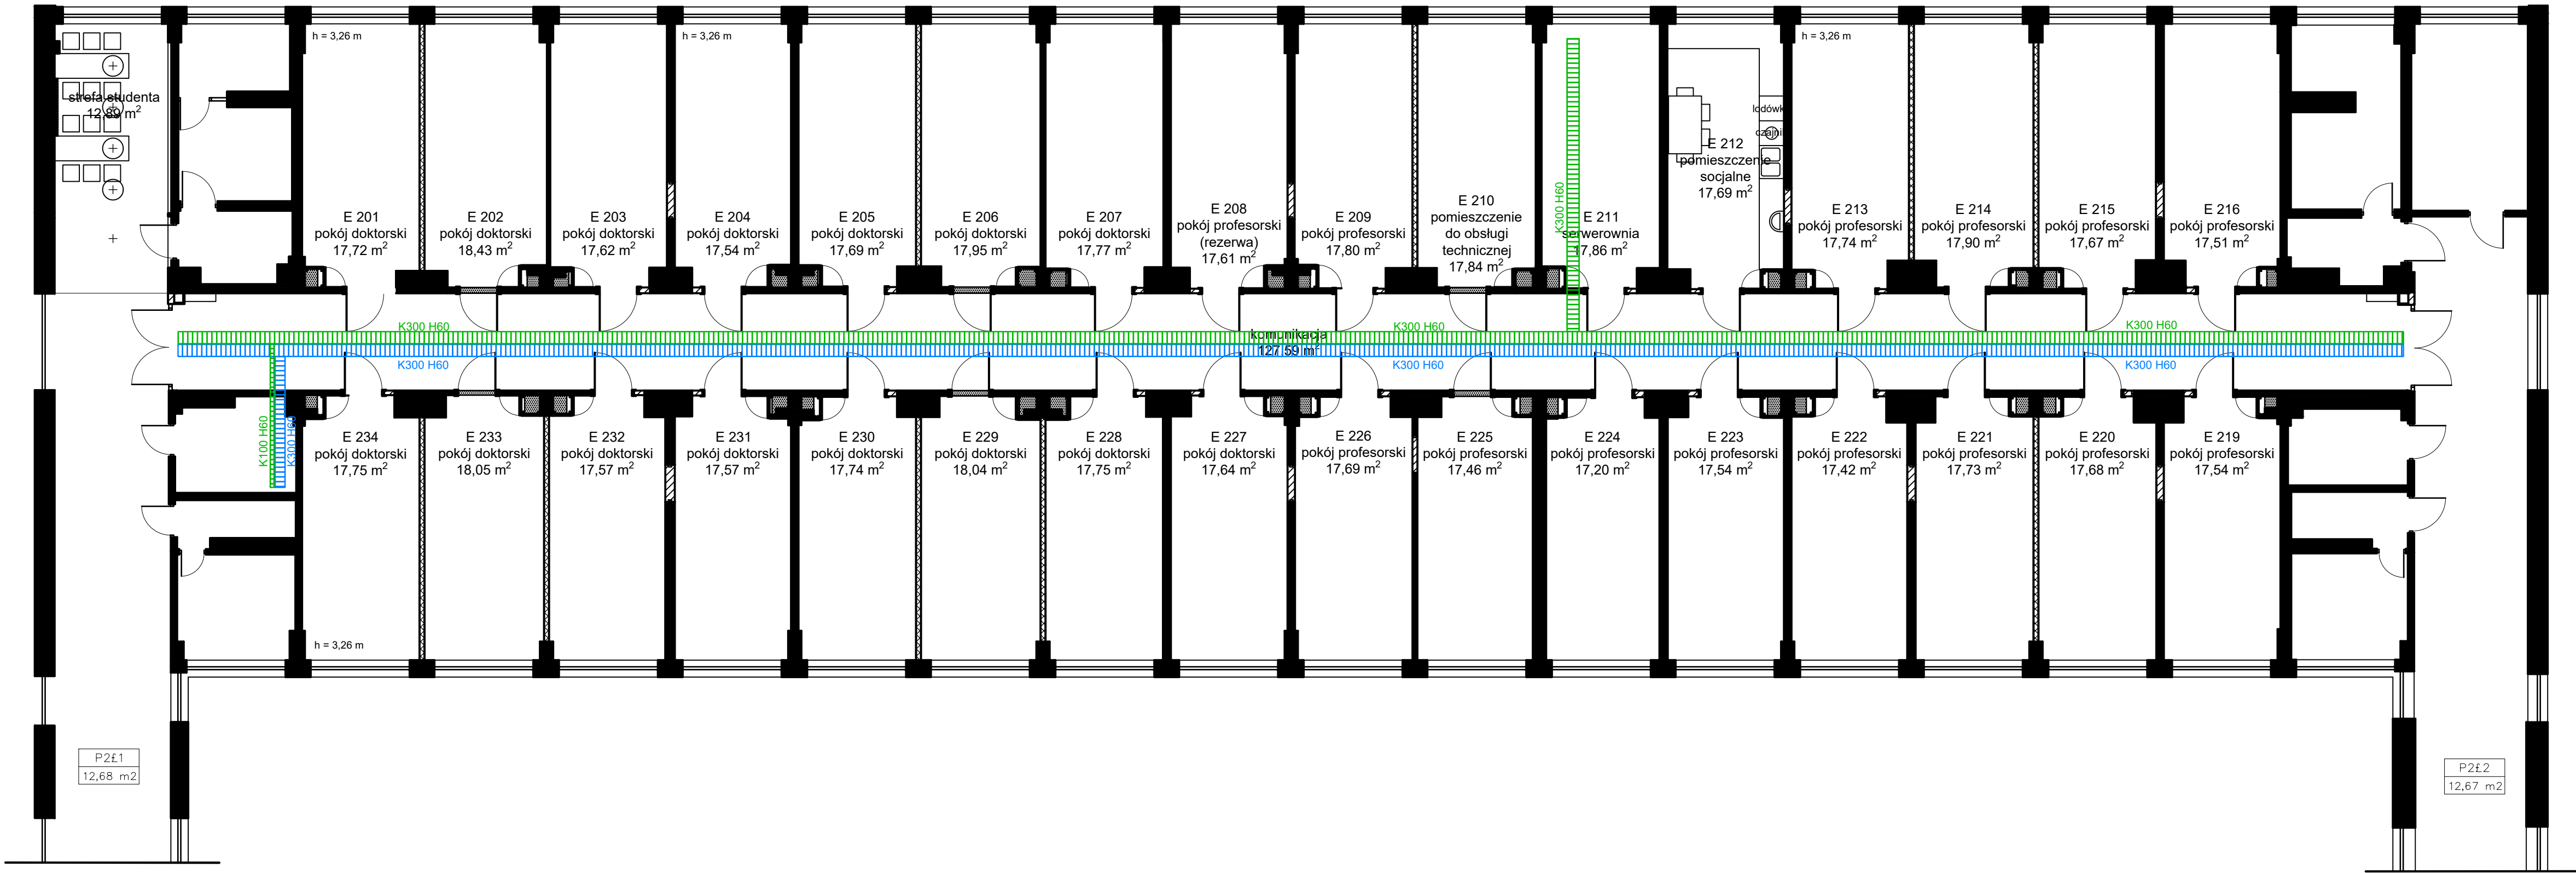 h = 3,26 m
h = 3,26 m
h = 3,26 m
strefa studenta
12,89 m²
lodówk
czajni
E 201
pokój doktorski
17,72 m²
E 202
pokój doktorski
18,43 m²
E 203
pokój doktorski
17,62 m²
E 204
pokój doktorski
17,54 m²
E 205
pokój doktorski
17,69 m²
E 206
pokój doktorski
17,95 m²
E 207
pokój doktorski
17,77 m²
E 208
pokój profesorski
(rezerwa)
17,61 m²
E 209
pokój profesorski
17,80 m²
E 210
pomieszczenie
do obsługi
technicznej
17,84 m²
K300 H60
E 211
serwerownia
17,86 m²
E 212
pomieszczenie
socjalne
17,69 m²
E 213
pokój profesorski
17,74 m²
E 214
pokój profesorski
17,90 m²
E 215
pokój profesorski
17,67 m²
E 216
pokój profesorski
17,51 m²
K300 H60
K300 H60
K300 H60
komunikacja
127,59 m²
K300 H60
K300 H60
K300 H60
K100 H60
K300 H60
E 234
pokój doktorski
17,75 m²
E 233
pokój doktorski
18,05 m²
E 232
pokój doktorski
17,57 m²
E 231
pokój doktorski
17,57 m²
E 230
pokój doktorski
17,74 m²
E 229
pokój doktorski
18,04 m²
E 228
pokój doktorski
17,75 m²
E 227
pokój doktorski
17,64 m²
E 226
pokój profesorski
17,69 m²
E 225
pokój profesorski
17,46 m²
E 224
pokój profesorski
17,20 m²
E 223
pokój profesorski
17,54 m²
E 222
pokój profesorski
17,42 m²
E 221
pokój profesorski
17,73 m²
E 220
pokój profesorski
17,68 m²
E 219
pokój profesorski
17,54 m²
h = 3,26 m
P2£1
12,68 m2
P2£2
12,67 m2